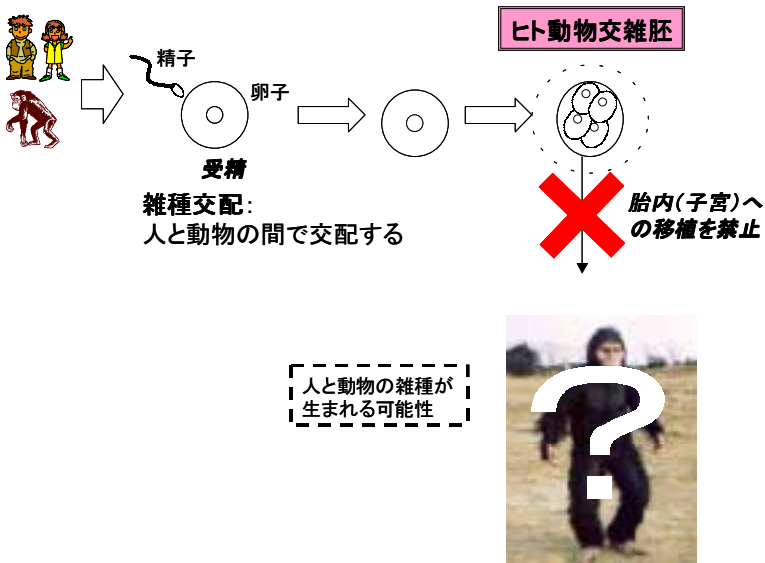 ヒト動物交雑胚
精子
卵子
受精
雑種交配：
人と動物の間で交配する
胎内（子宮）へ
の移植を禁止
人と動物の雑種が
生まれる可能性
?